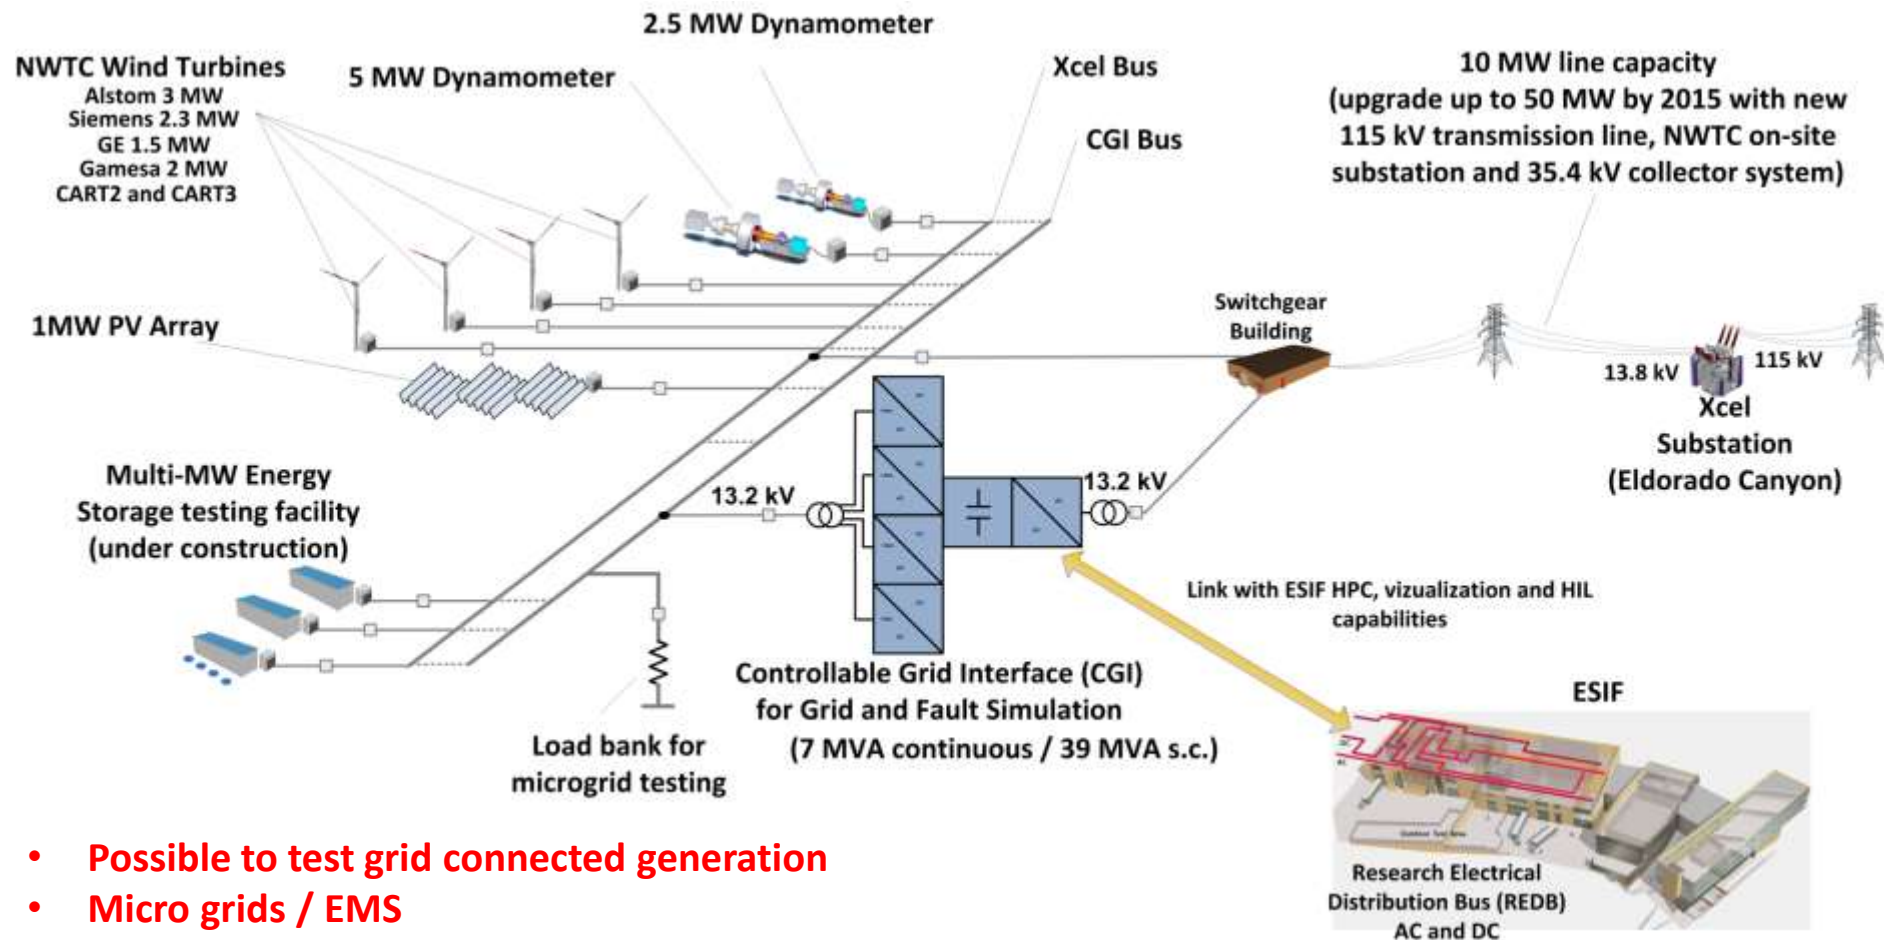 2.5 MW Dynamometer
NWTC Wind Turbines
Alstom 3 MW
Siemens 2.3 MW
GE 1.5 MW
Gamesa 2 MW
CART2 and CART3
5 MW Dynamometer
Xcel Bus
CGI Bus
10 MW line capacity
(upgrade up to 50 MW by 2015 with new
115 kV transmission line, NWTC on-site
substation and 35.4 kV collector system)
1MW PV Array
Switchgear
Building
13.8 kV
115 kV
Xcel
Substation
(Eldorado Canyon)
Multi-MW Energy
Storage testing facility
(under construction)
13.2 kV
13.2 kV
Link with ESIF HPC, vizualization and HIL
capabilities
Controllable Grid Interface (CGI)
for Grid and Fault Simulation
(7 MVA continuous / 39 MVA s.c.)
Load bank for
microgrid testing
ESIF
Research Electrical
Distribution Bus (REDB)
AC and DC
• Possible to test grid connected generation
• Micro grids / EMS